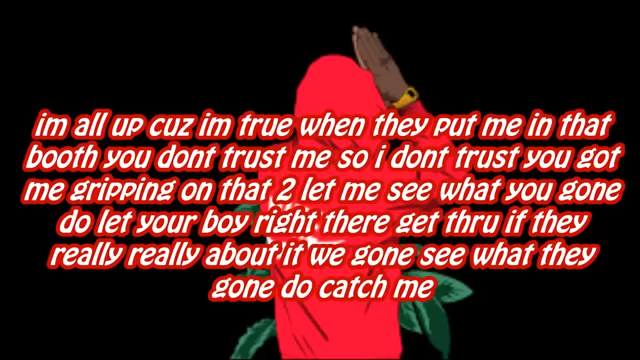 im all up cuz im true when they put me in that
booth you dont trust me so i dont trust you got
me gripping on that 2 let me see what you gone
do let your boy right there get thru if they
really really about it we gone see what they
gone do catch me